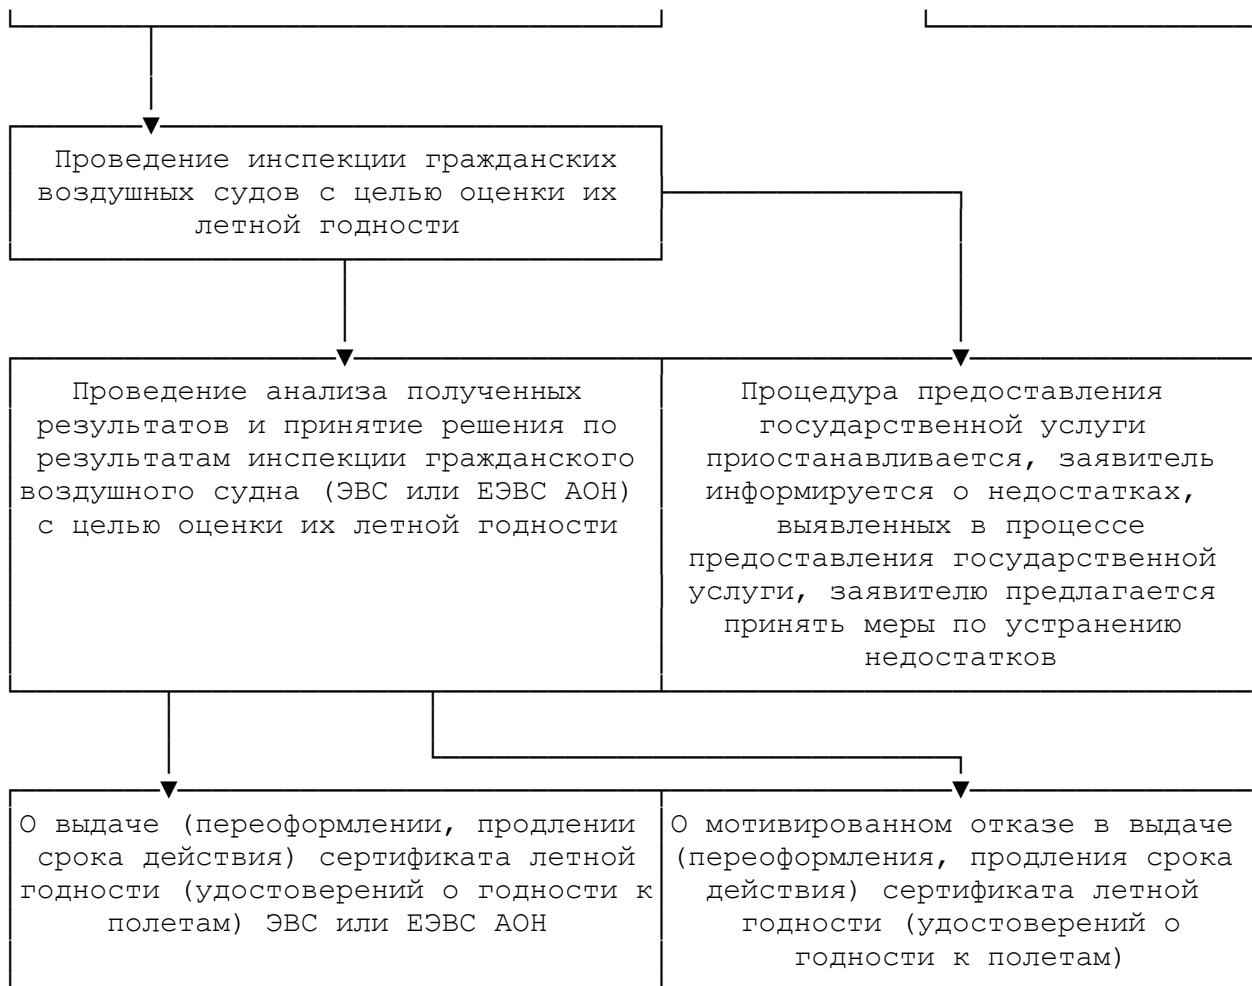 Проведение инспекции гражданских
воздушных судов с целью оценки их
летной годности
Проведение анализа полученных
результатов и принятие решения по
результатам инспекции гражданского
воздушного судна (ЭВС или ЕЭВС АОН)
с целью оценки их летной годности
Процедура предоставления
государственной услуги
приостанавливается, заявитель
информируется о недостатках,
выявленных в процессе
предоставления государственной
услуги, заявителю предлагается
принять меры по устранению
недостатков
О выдаче (переоформлении, продлении
срока действия) сертификата летной
годности (удостоверений о годности к
полетам) ЭВС или ЕЭВС АОН
О мотивированном отказе в выдаче
(переоформления, продления срока
действия) сертификата летной
годности (удостоверений о
годности к полетам)